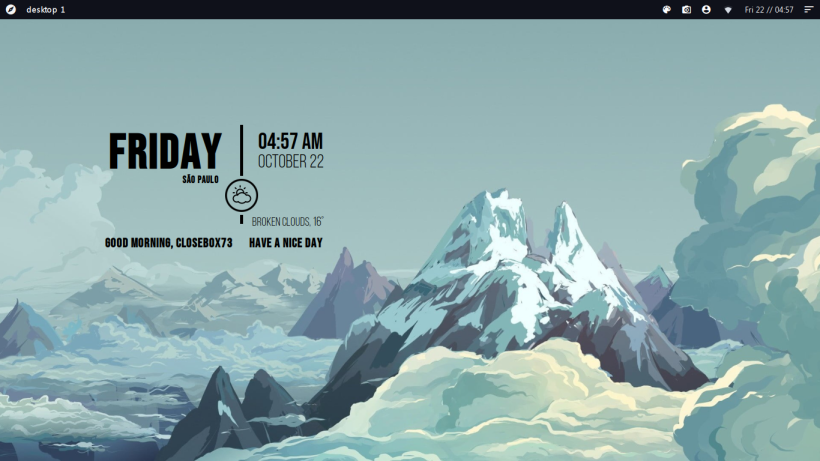 desktop 1
Fri 22 // 04:57
FRIDAY
SÃO PAULO
04:57 AM
OCTOBER 22
BROKEN CLOUDS, 16°
GOOD MORNING, CLOSEBOX73
HAVE A NICE DAY